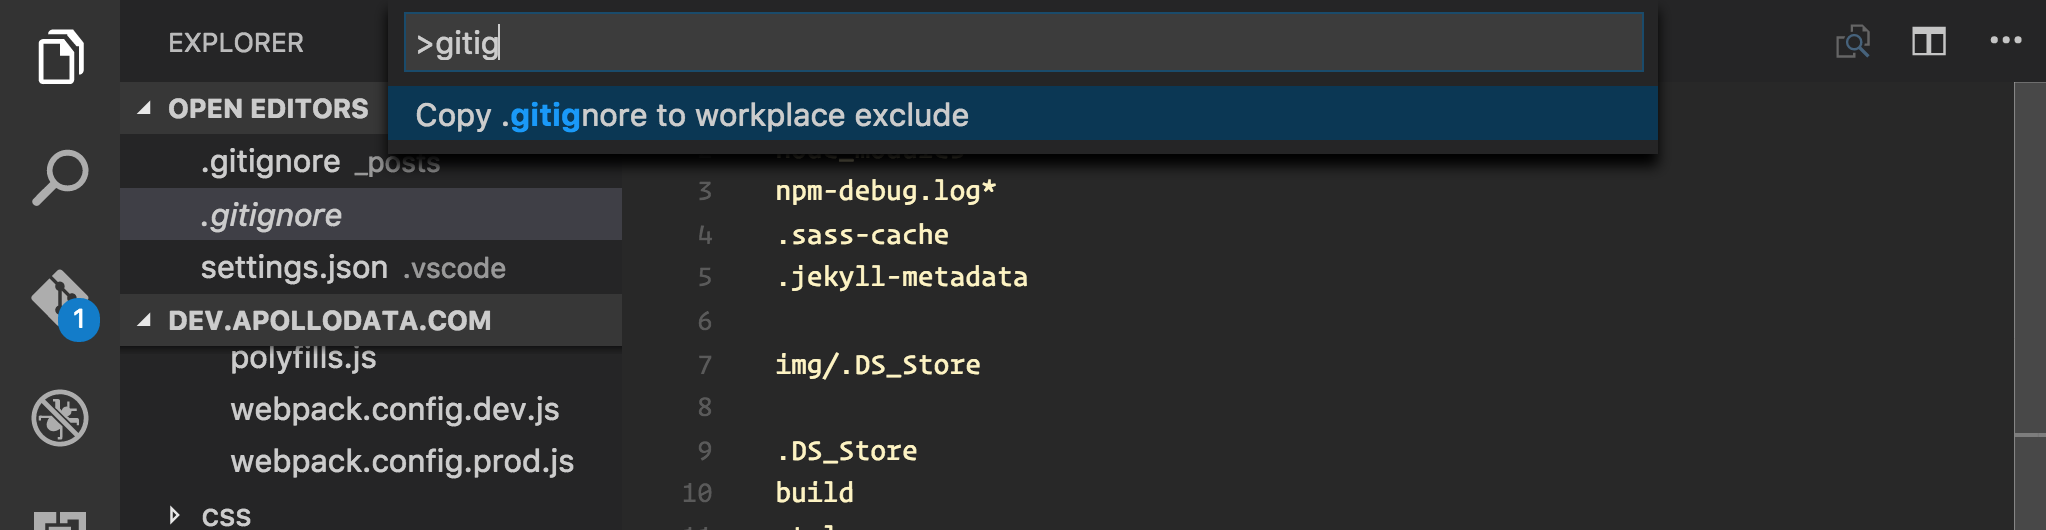 EXPLORER
>gitig
Copy .gitignore to workplace exclude
OPEN EDITORS
.gitignore _posts
.gitignore
settings.json .vscode
1
DEV.APOLLODATA.COM
polyfills.js
webpack.config.dev.js
webpack.config.prod.js
css
node_modules
3 npm-debug.log*
4 .sass-cache
5 .jekyll-metadata
6
7 img/.DS_Store
8
9 .DS_Store
10 build